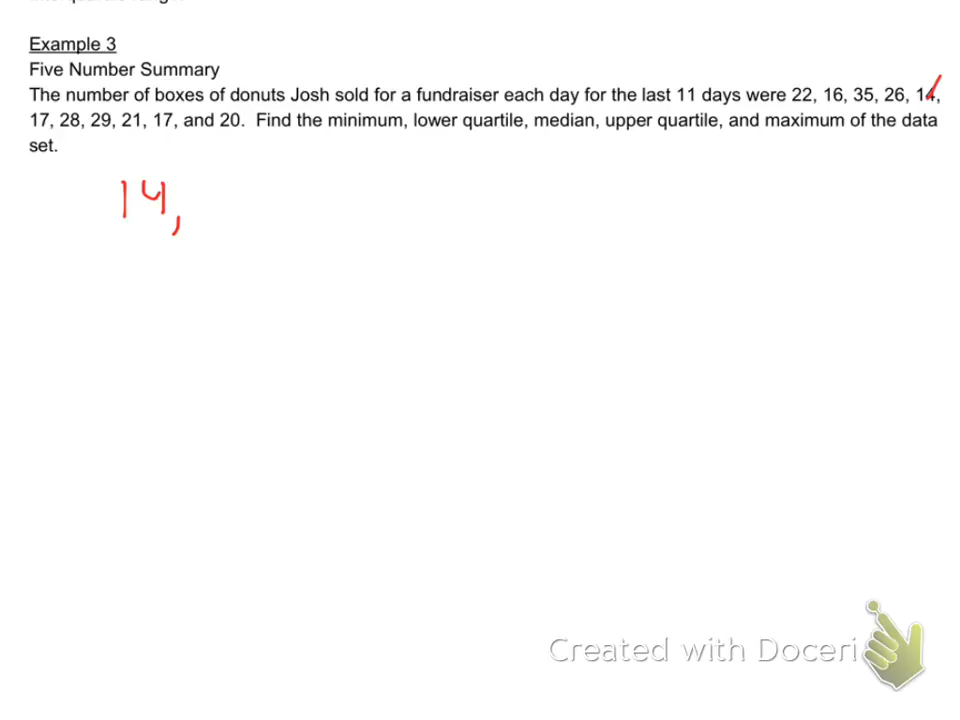 Example 3
Five Number Summary
The number of boxes of donuts Josh sold for a fundraiser each day for the last 11 days were 22, 16, 35, 26, 14,
17, 28, 29, 21, 17, and 20. Find the minimum, lower quartile, median, upper quartile, and maximum of the data
set.
14,
Created with Doceri